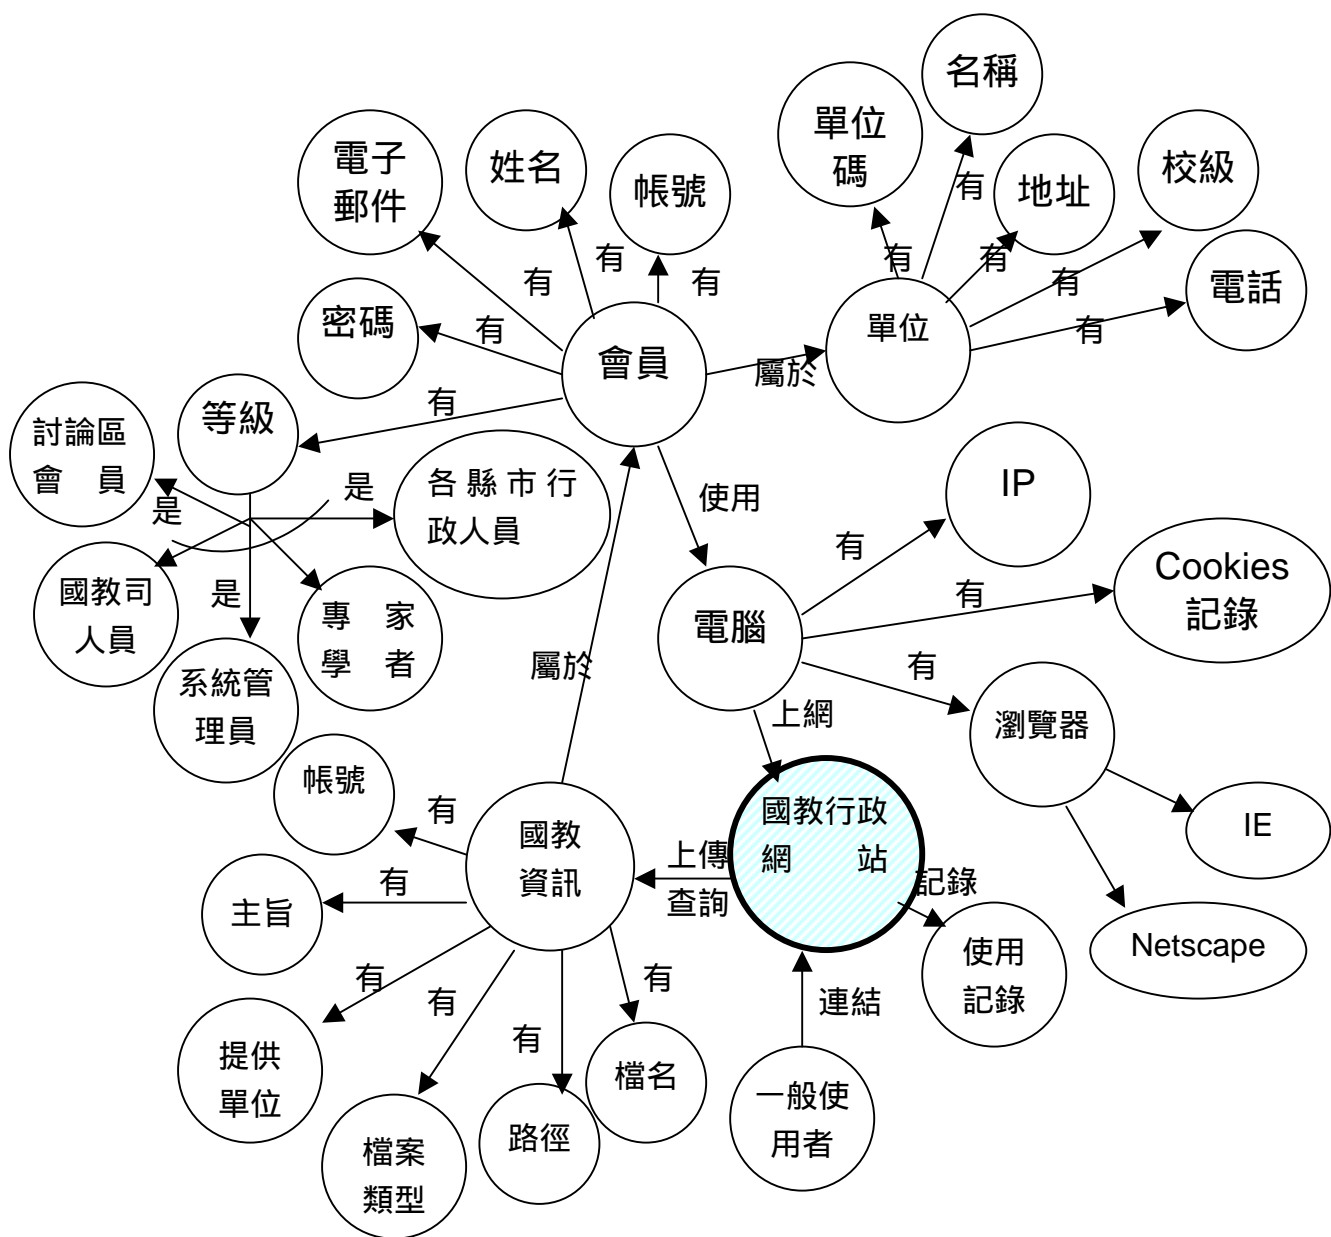 名稱
單位
碼
電子
郵件
姓名
帳號
有
地址
校級
有
有
有
電話
有
有
有
密碼
有
單位
有
會員
屬於
有
等級
討論區
會 員
是
是
各 縣 市 行
政人員
使用
IP
有
Cookies
記錄
國教司
人員
是
專 家
學 者
電腦
有
有
屬於
系統管
理員
上網
瀏覽器
帳號
有
國教
資訊
國教行政
網 站
IE
上傳
查詢
有
主旨
記錄
Netscape
使用
記錄
有
有
有
有
連結
提供
單位
檔名
一般使
用者
檔案
類型
路徑